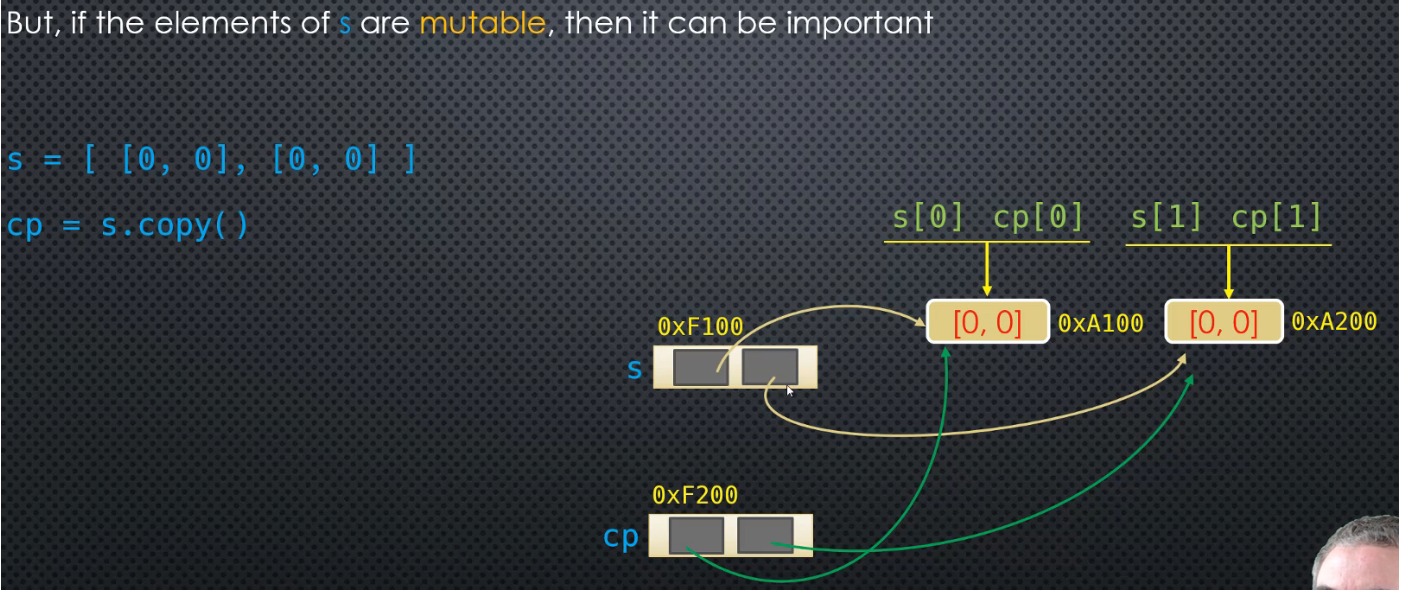 But, if the elements of s are mutable, then it can be important
s = [ [0, 0], [0, 0] ]
cp = s.copy()
s[0] cp[0] s[1] cp[1]
[0, 0] 0xA100 [0, 0] 0xA200
0xF100
s
0xF200
cp